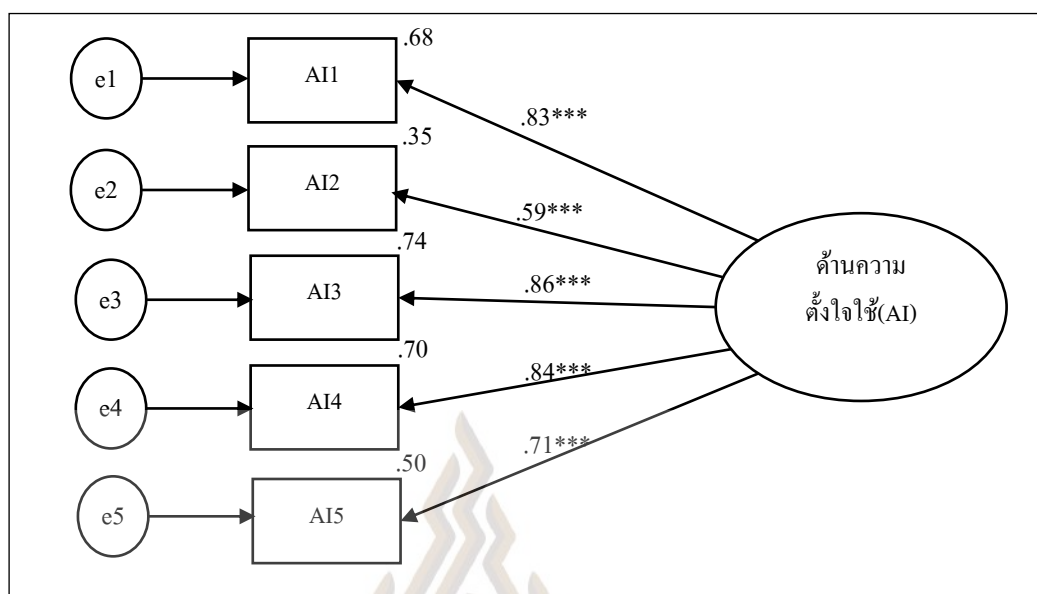 .68
e1
AI1
.83***
.35
e2
AI2
.59***
.74
e3
AI3
.86***
ด้านความ
ตั้งใจใช้(AI)
.70
e4
AI4
.84***
.50
e5
AI5
.71***